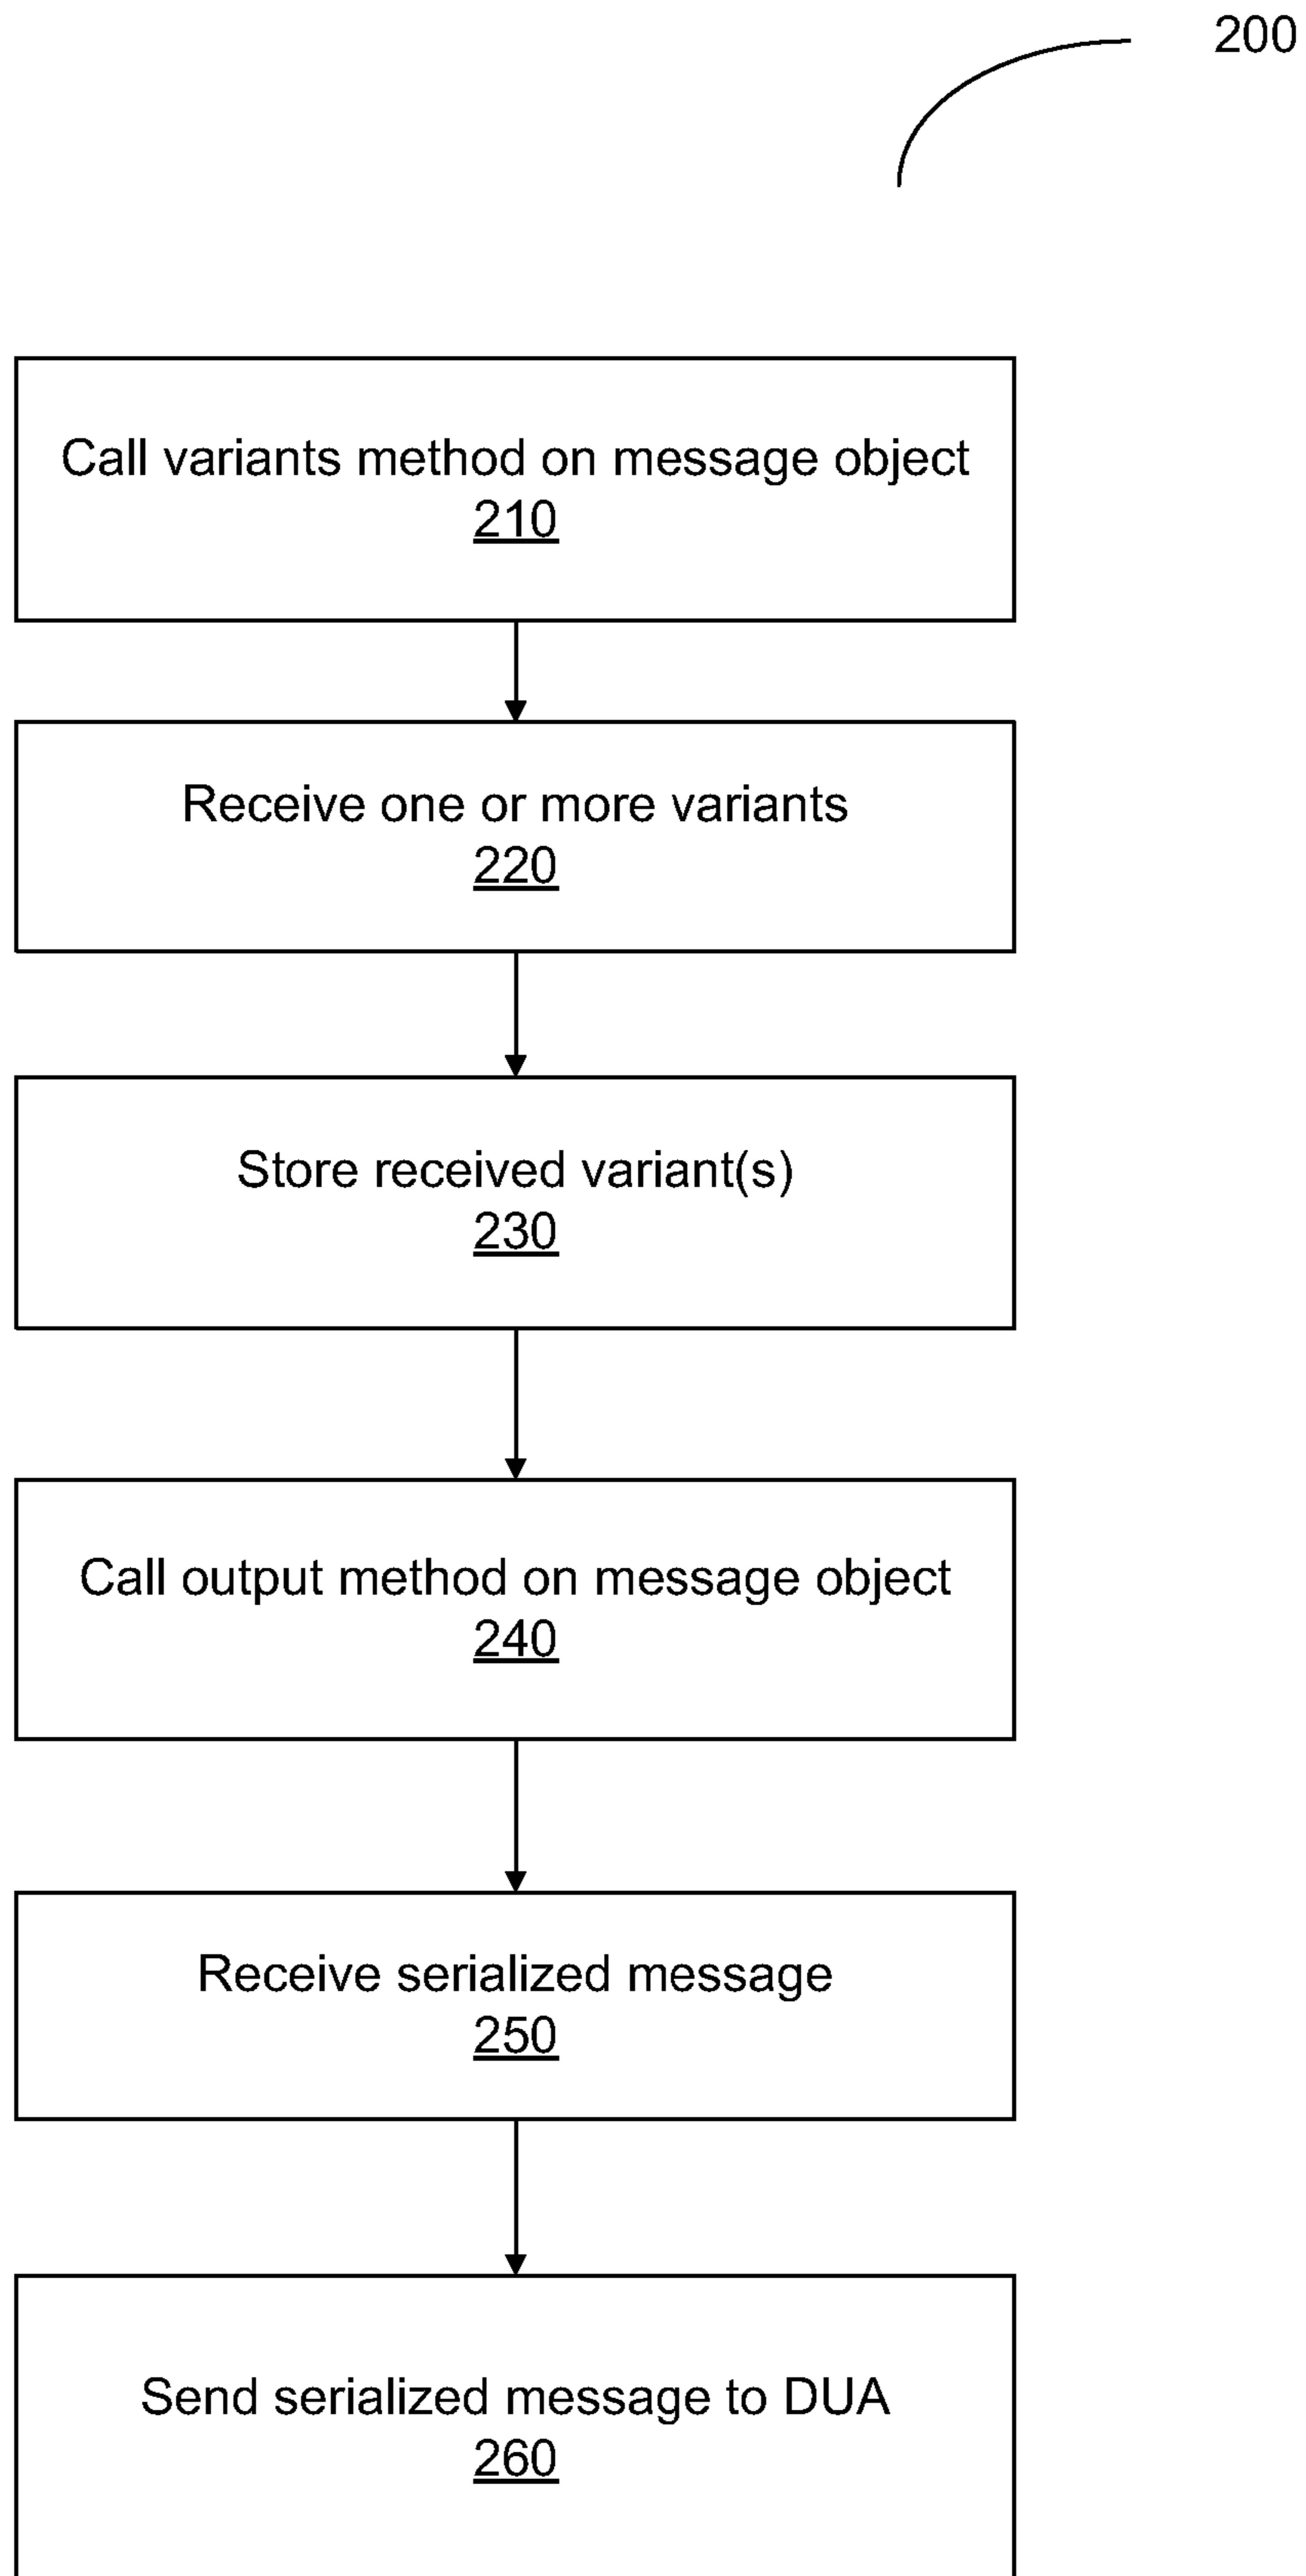 200
Call variants method on message object
210
Receive one or more variants
220
Store received variant(s)
230
Call output method on message object
240
Receive serialized message
250
Send serialized message to DUA
260